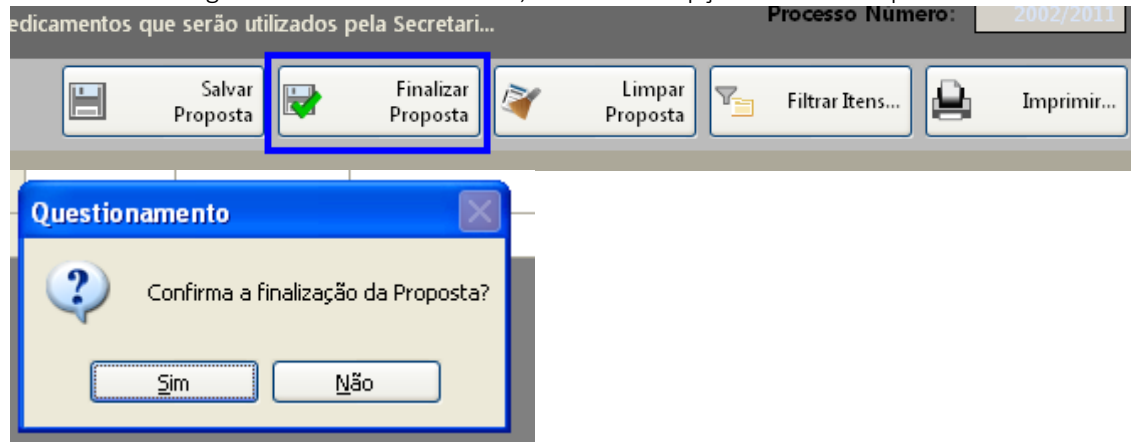 edicamentos que serão utilizados pela Secretari...
Processo Número: 2002/2011
Salvar
Proposta
Finalizar
Proposta
Limpar
Proposta
Filtrar Itens...
Imprimir...
Questionamento
Confirma a finalização da Proposta?
Sim
Não